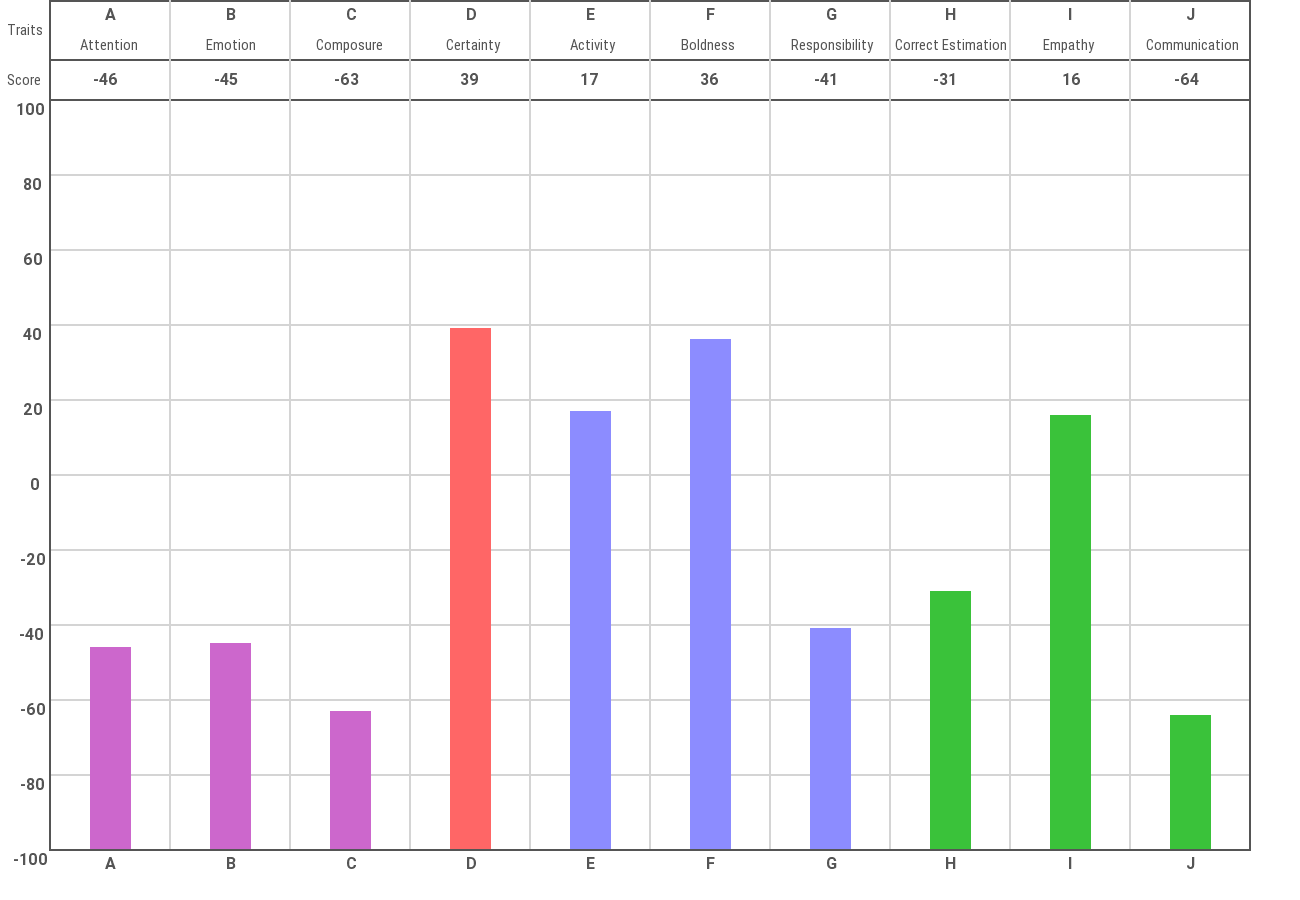 Traits A B C D E F G H I J
Attention Emotion Composure Certainty Activity Boldness Responsibility Correct Estimation Empathy Communication
Score -46 -45 -63 39 17 36 -41 -31 16 -64
100
80
60
40
20
0
-20
-40
-60
-80
-100
A B C D E F G H I J